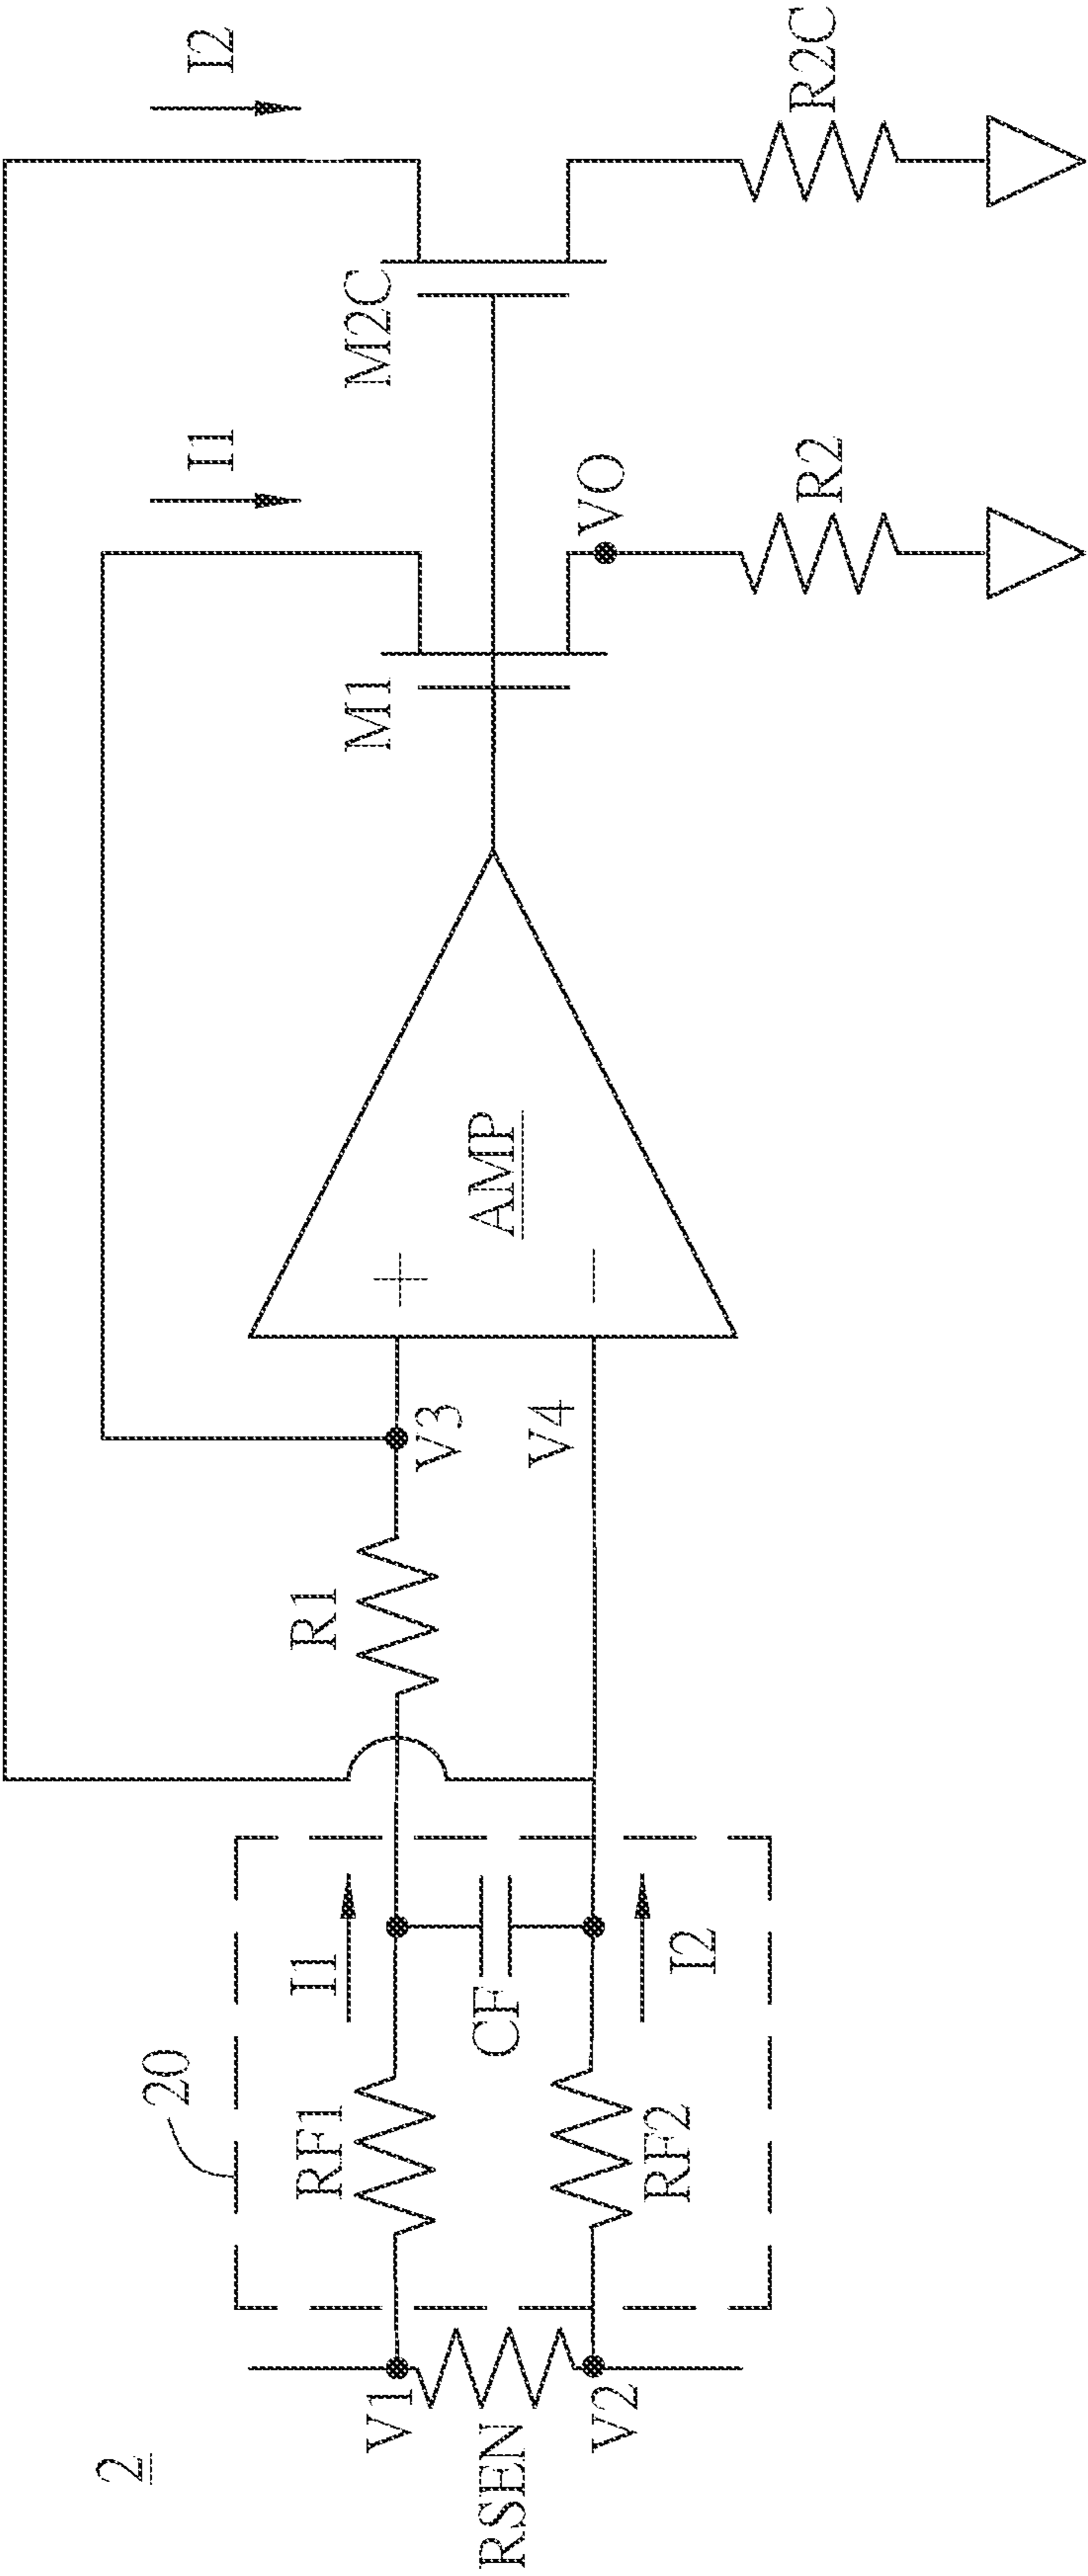 2
20
RSEN
V1
V2
RF1
RF2
I1
I2
CF
R1
V3
V4
+
−
AMP
M1
I1
VO
R2
M2C
I2
R2C